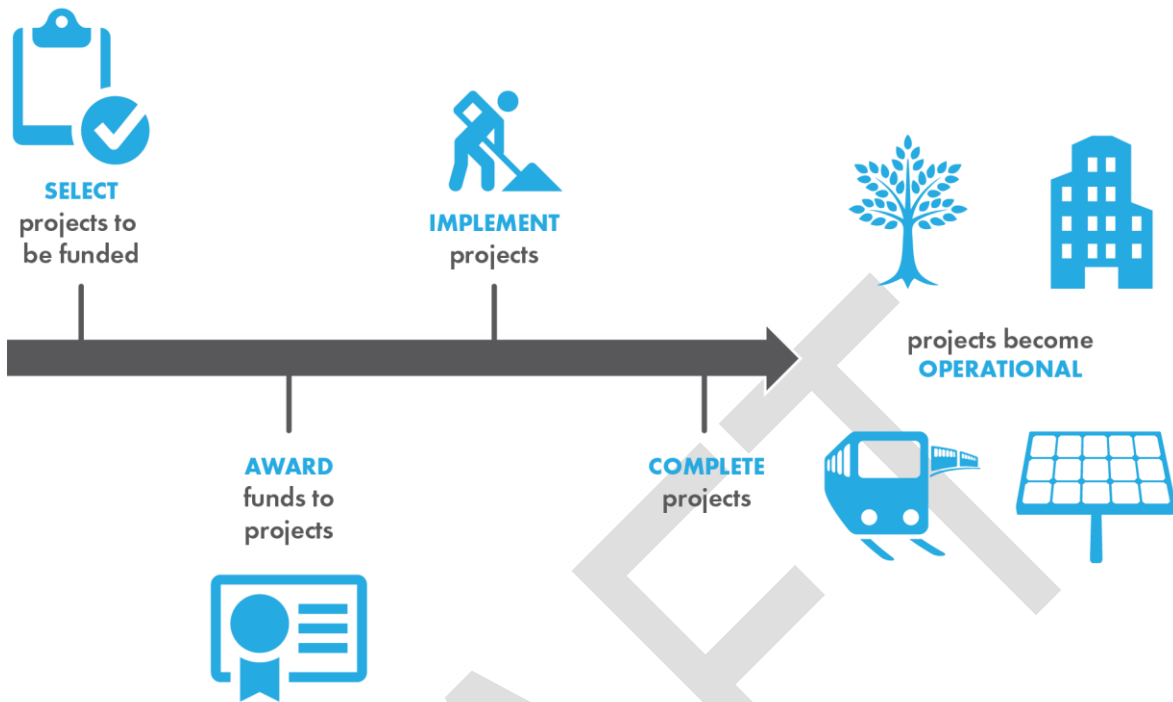 SELECT
projects to
be funded
IMPLEMENT
projects
projects become
OPERATIONAL
AWARD
funds to
projects
COMPLETE
projects